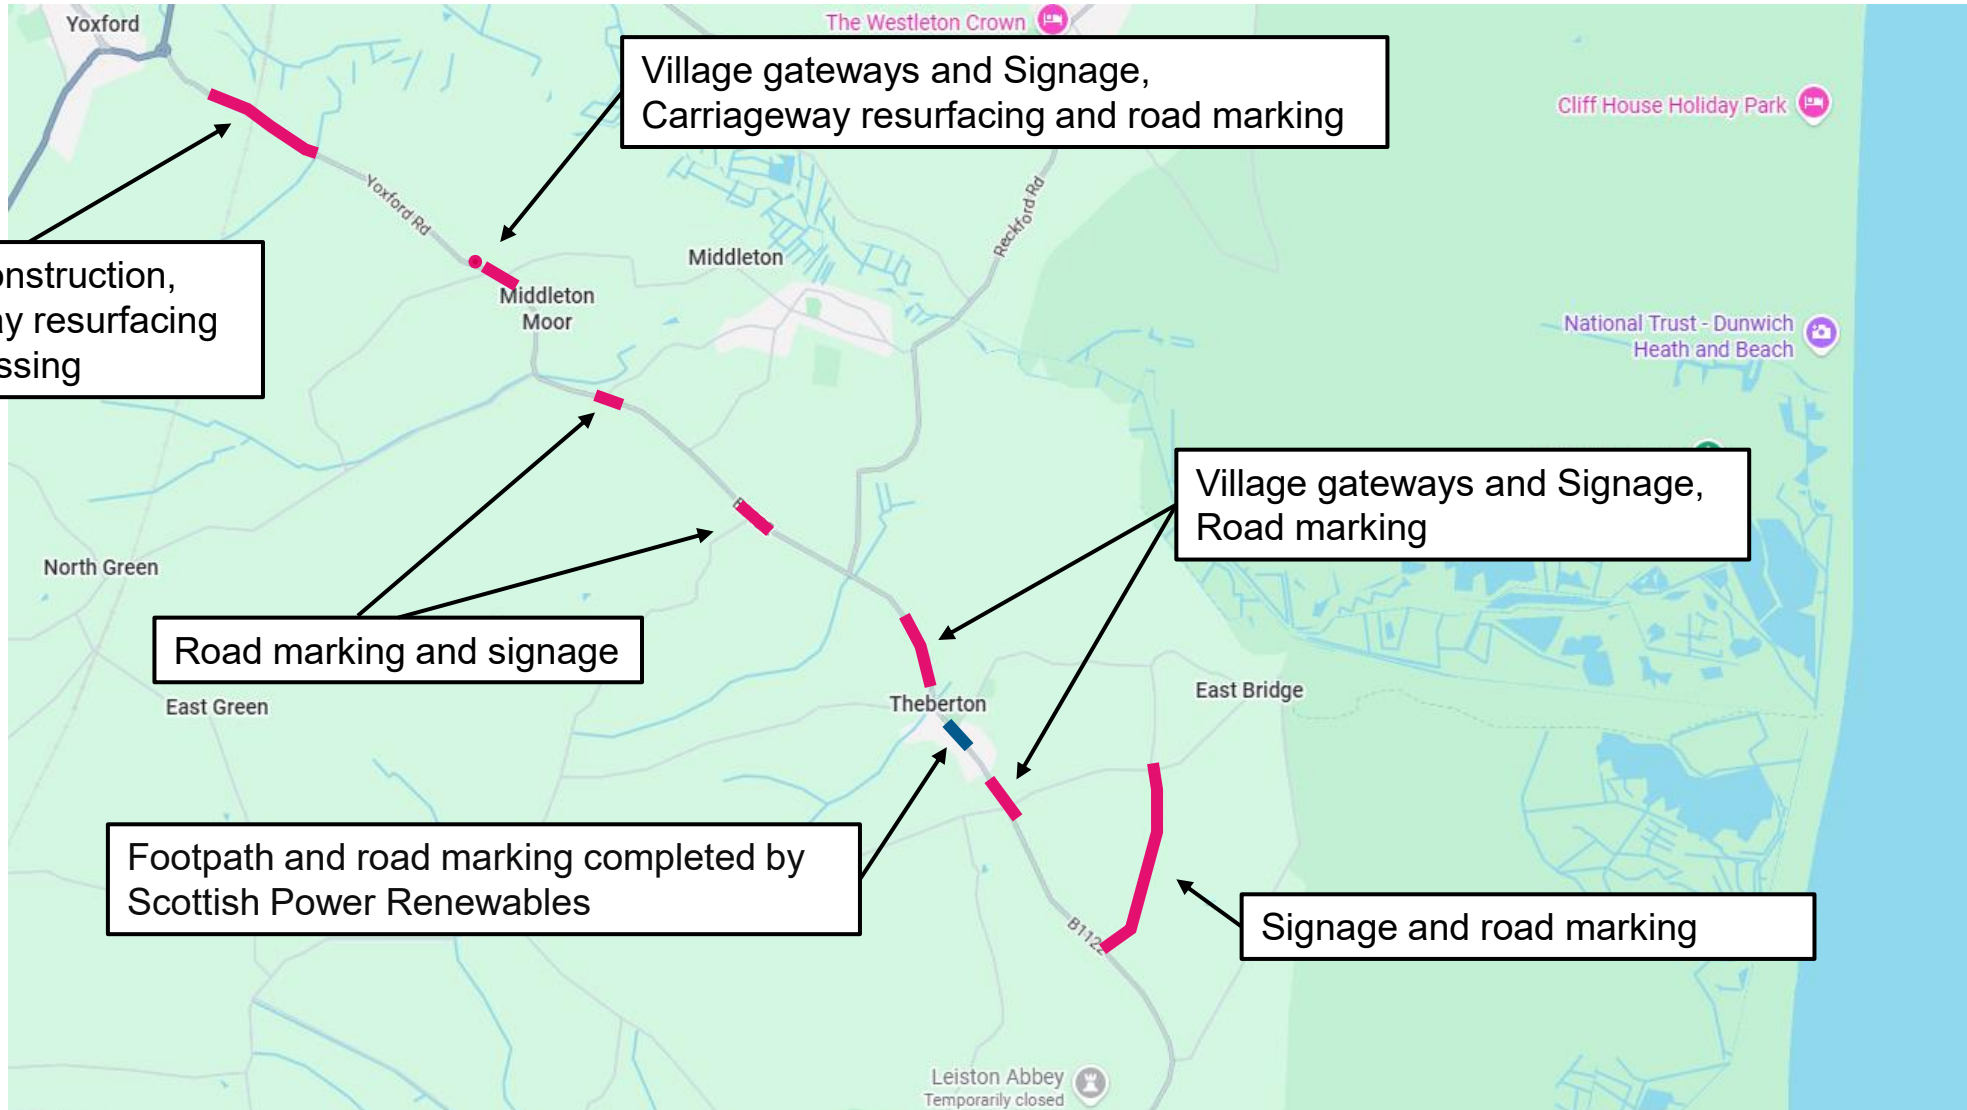 Yoxford
The Westleton Crown
Village gateways and Signage,
Carriageway resurfacing and road marking
Cliff House Holiday Park
Yoxford Rd
Reckford Rd
Middleton
onstruction,
ay resurfacing
ssing
Middleton
Moor
National Trust - Dunwich
Heath and Beach
Village gateways and Signage,
Road marking
North Green
Road marking and signage
East Green
Theberton
East Bridge
Footpath and road marking completed by
Scottish Power Renewables
B1122
Signage and road marking
Leiston Abbey
Temporarily closed